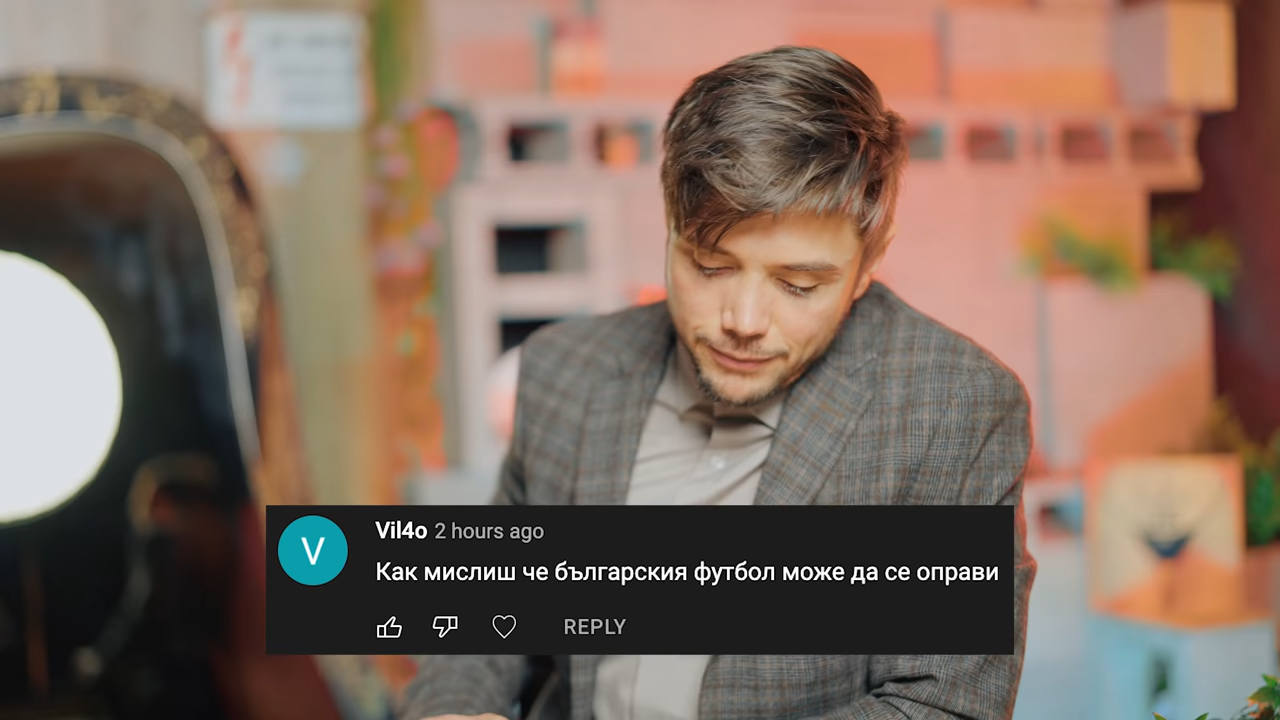 V
Vil4o 2 hours ago
Как мислиш че българския футбол може да се оправи
REPLY